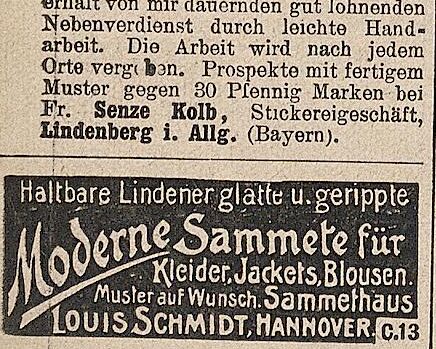 erhält von mir dauernden gut lohnenden
Nebenverdienst durch leichte Hand-
arbeit. Die Arbeit wird nach jedem
Orte vergeben. Prospekte mit fertigem
Muster gegen 30 Pfennig Marken bei
Fr. Senze Kolb, Stickereigeschäft,
Lindenberg i. Allg. (Bayern).
Haltbare Lindener glatte u. gerippte
Moderne Sammete für
Kleider, Jackets, Blousen.
Muster auf Wunsch. Sammethaus
LOUIS SCHMIDT, HANNOVER. C.13